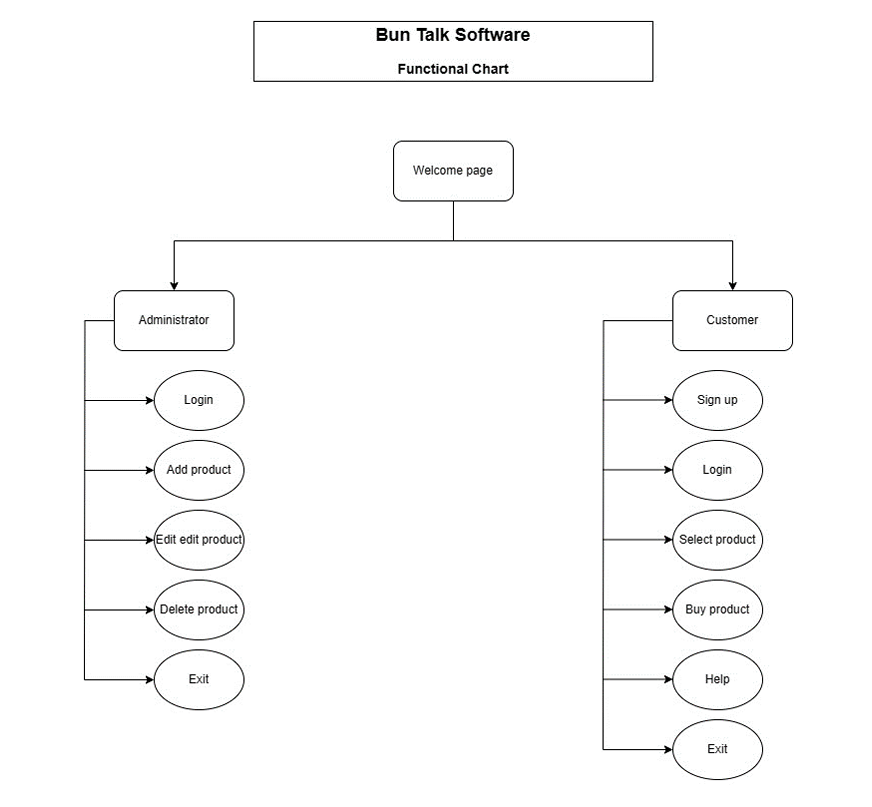 Bun Talk Software
Functional Chart
Welcome page
Administrator
Login
Add product
Edit edit product
Delete product
Exit
Customer
Sign up
Login
Select product
Buy product
Help
Exit